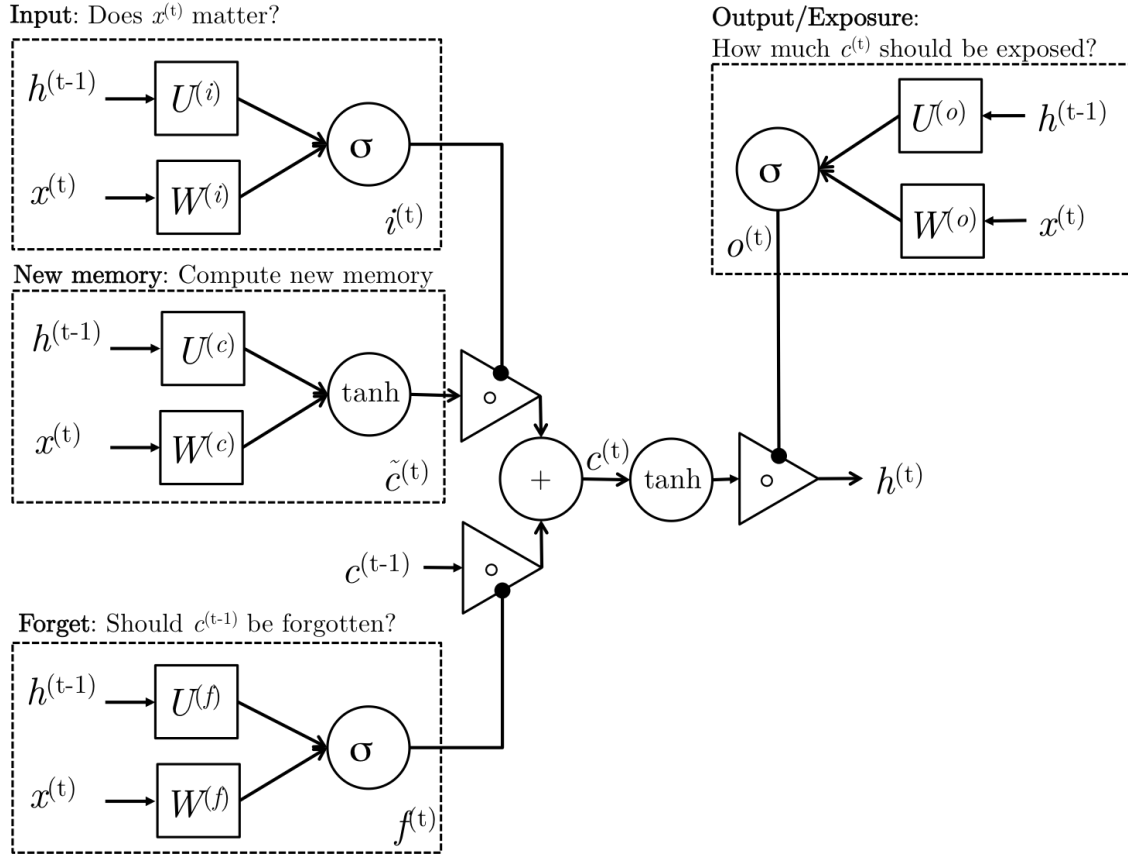 Input: Does x^(t) matter?
h^(t-1)
U^(i)
x^(t)
W^(i)
σ
i^(t)
New memory: Compute new memory
h^(t-1)
U^(c)
x^(t)
W^(c)
tanh
c̃^(t)
∘
c^(t-1)
∘
+
c^(t)
tanh
∘
h^(t)
Forget: Should c^(t-1) be forgotten?
h^(t-1)
U^(f)
x^(t)
W^(f)
σ
f^(t)
Output/Exposure:
How much c^(t) should be exposed?
σ
U^(o)
h^(t-1)
W^(o)
x^(t)
o^(t)